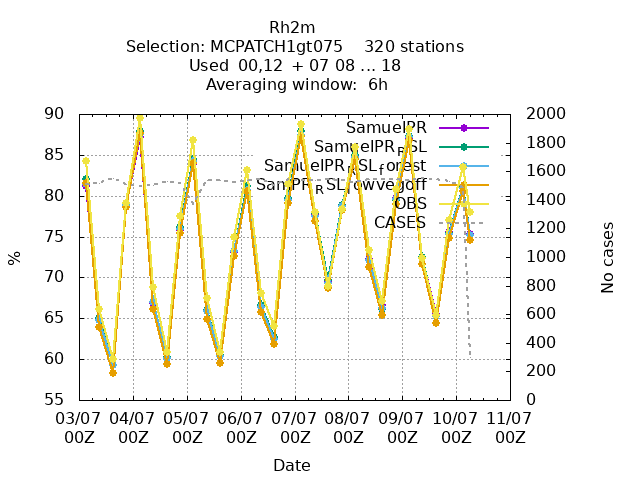 Rh2m
Selection: MCPATCH1gt075 320 stations
Used 00,12 + 07 08 ... 18
Averaging window: 6h
90 2000
85 1800
80 1600
75 1400
70 1200
65 1000
60 800
55 600
400
200
0
%
No cases
SamuelPR
SamuelPR_RSL
SamuelPR_RSL_forest
SamPR_RSLlowvegoff
OBS
CASES
03/07 04/07 05/07 06/07 07/07 08/07 09/07 10/07 11/07
00Z 00Z 00Z 00Z 00Z 00Z 00Z 00Z 00Z
Date